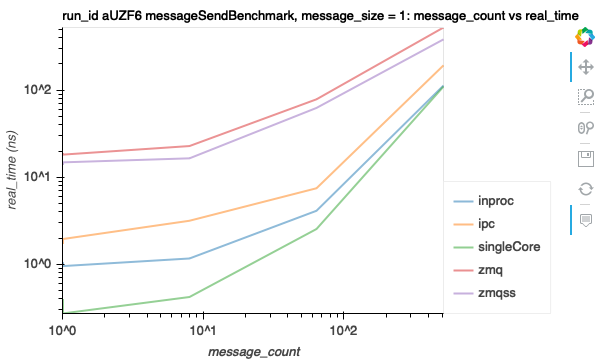 run_id aUZF6 messageSendBenchmark, message_size = 1: message_count vs real_time
real_time (ns)
10^2
10^1
10^0
10^0
10^1
10^2
message_count
inproc
ipc
singleCore
zmq
zmqss